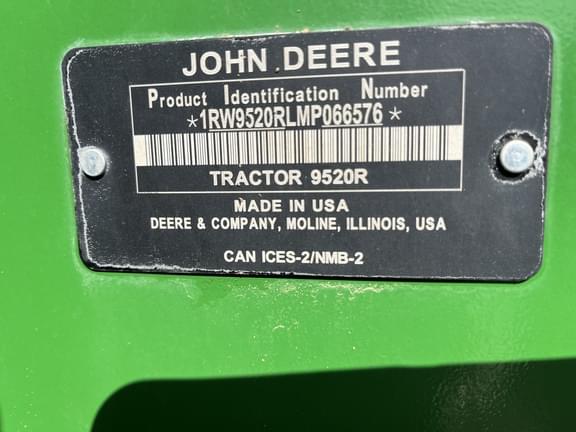 JOHN DEERE
Product Identification Number
*1RW9520RLMP066576*
TRACTOR 9520R
MADE IN USA
DEERE & COMPANY, MOLINE, ILLINOIS, USA
CAN ICES-2/NMB-2